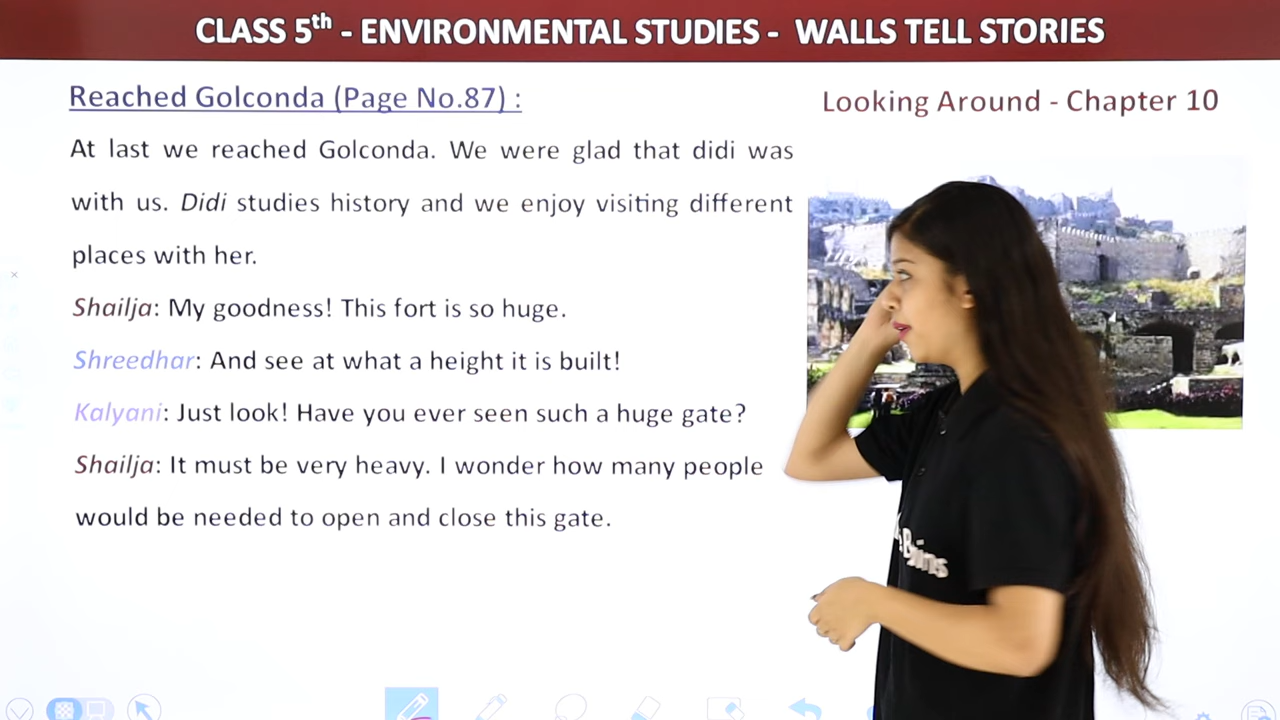 CLASS 5th - ENVIRONMENTAL STUDIES - WALLS TELL STORIES
Reached Golconda (Page No.87) :
Looking Around - Chapter 10
At last we reached Golconda. We were glad that didi was
with us. Didi studies history and we enjoy visiting different
places with her.
Shailja: My goodness! This fort is so huge.
Shreedhar: And see at what a height it is built!
Kalyani: Just look! Have you ever seen such a huge gate?
Shailja: It must be very heavy. I wonder how many people
would be needed to open and close this gate.